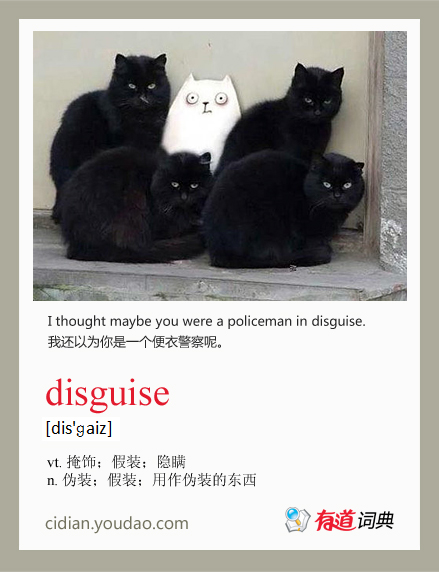 I thought maybe you were a policeman in disguise.
我还以为你是一个便衣警察呢。
disguise
[dis'gaiz]
vt. 掩饰；假装；隐瞒
n. 伪装；假装；用作伪装的东西
cidian.youdao.com
有道词典